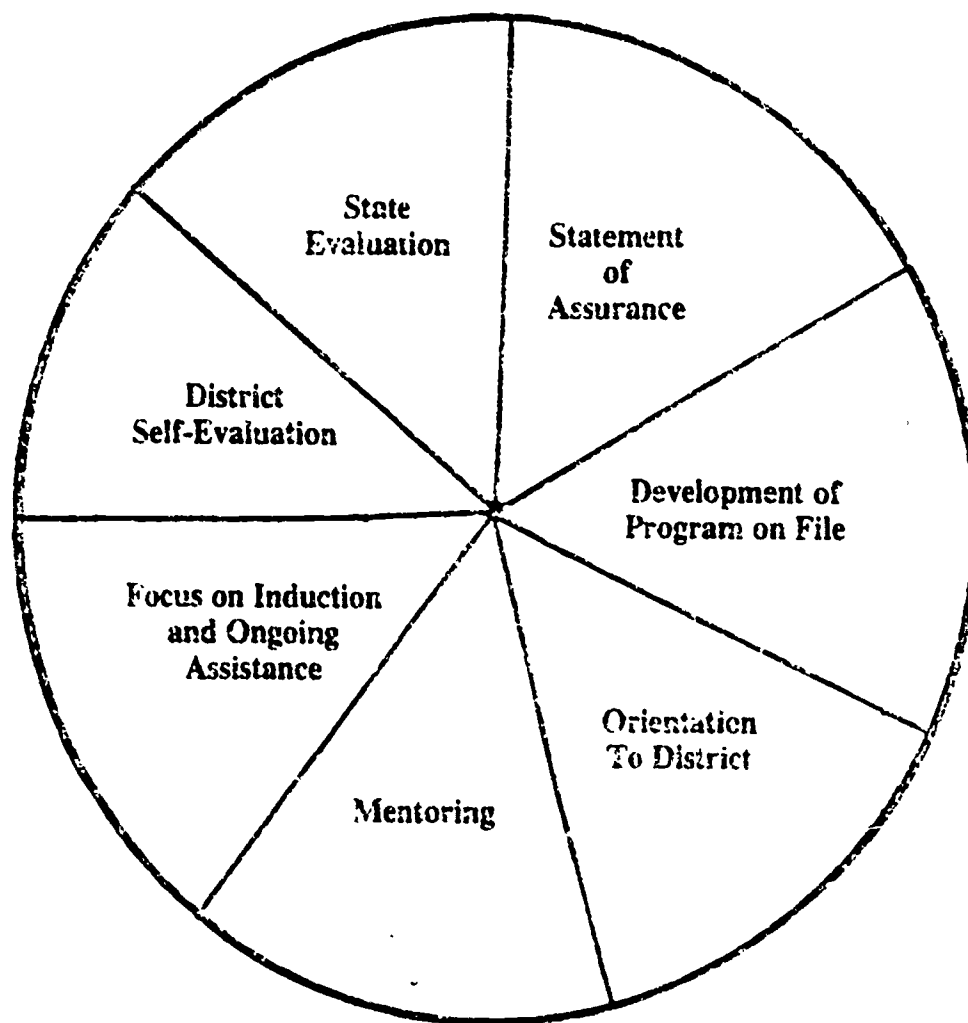 State
Evaluation
Statement
of
Assurance
Development of
Program on File
Orientation
To District
Mentoring
Focus on Induction
and Ongoing
Assistance
District
Self-Evaluation